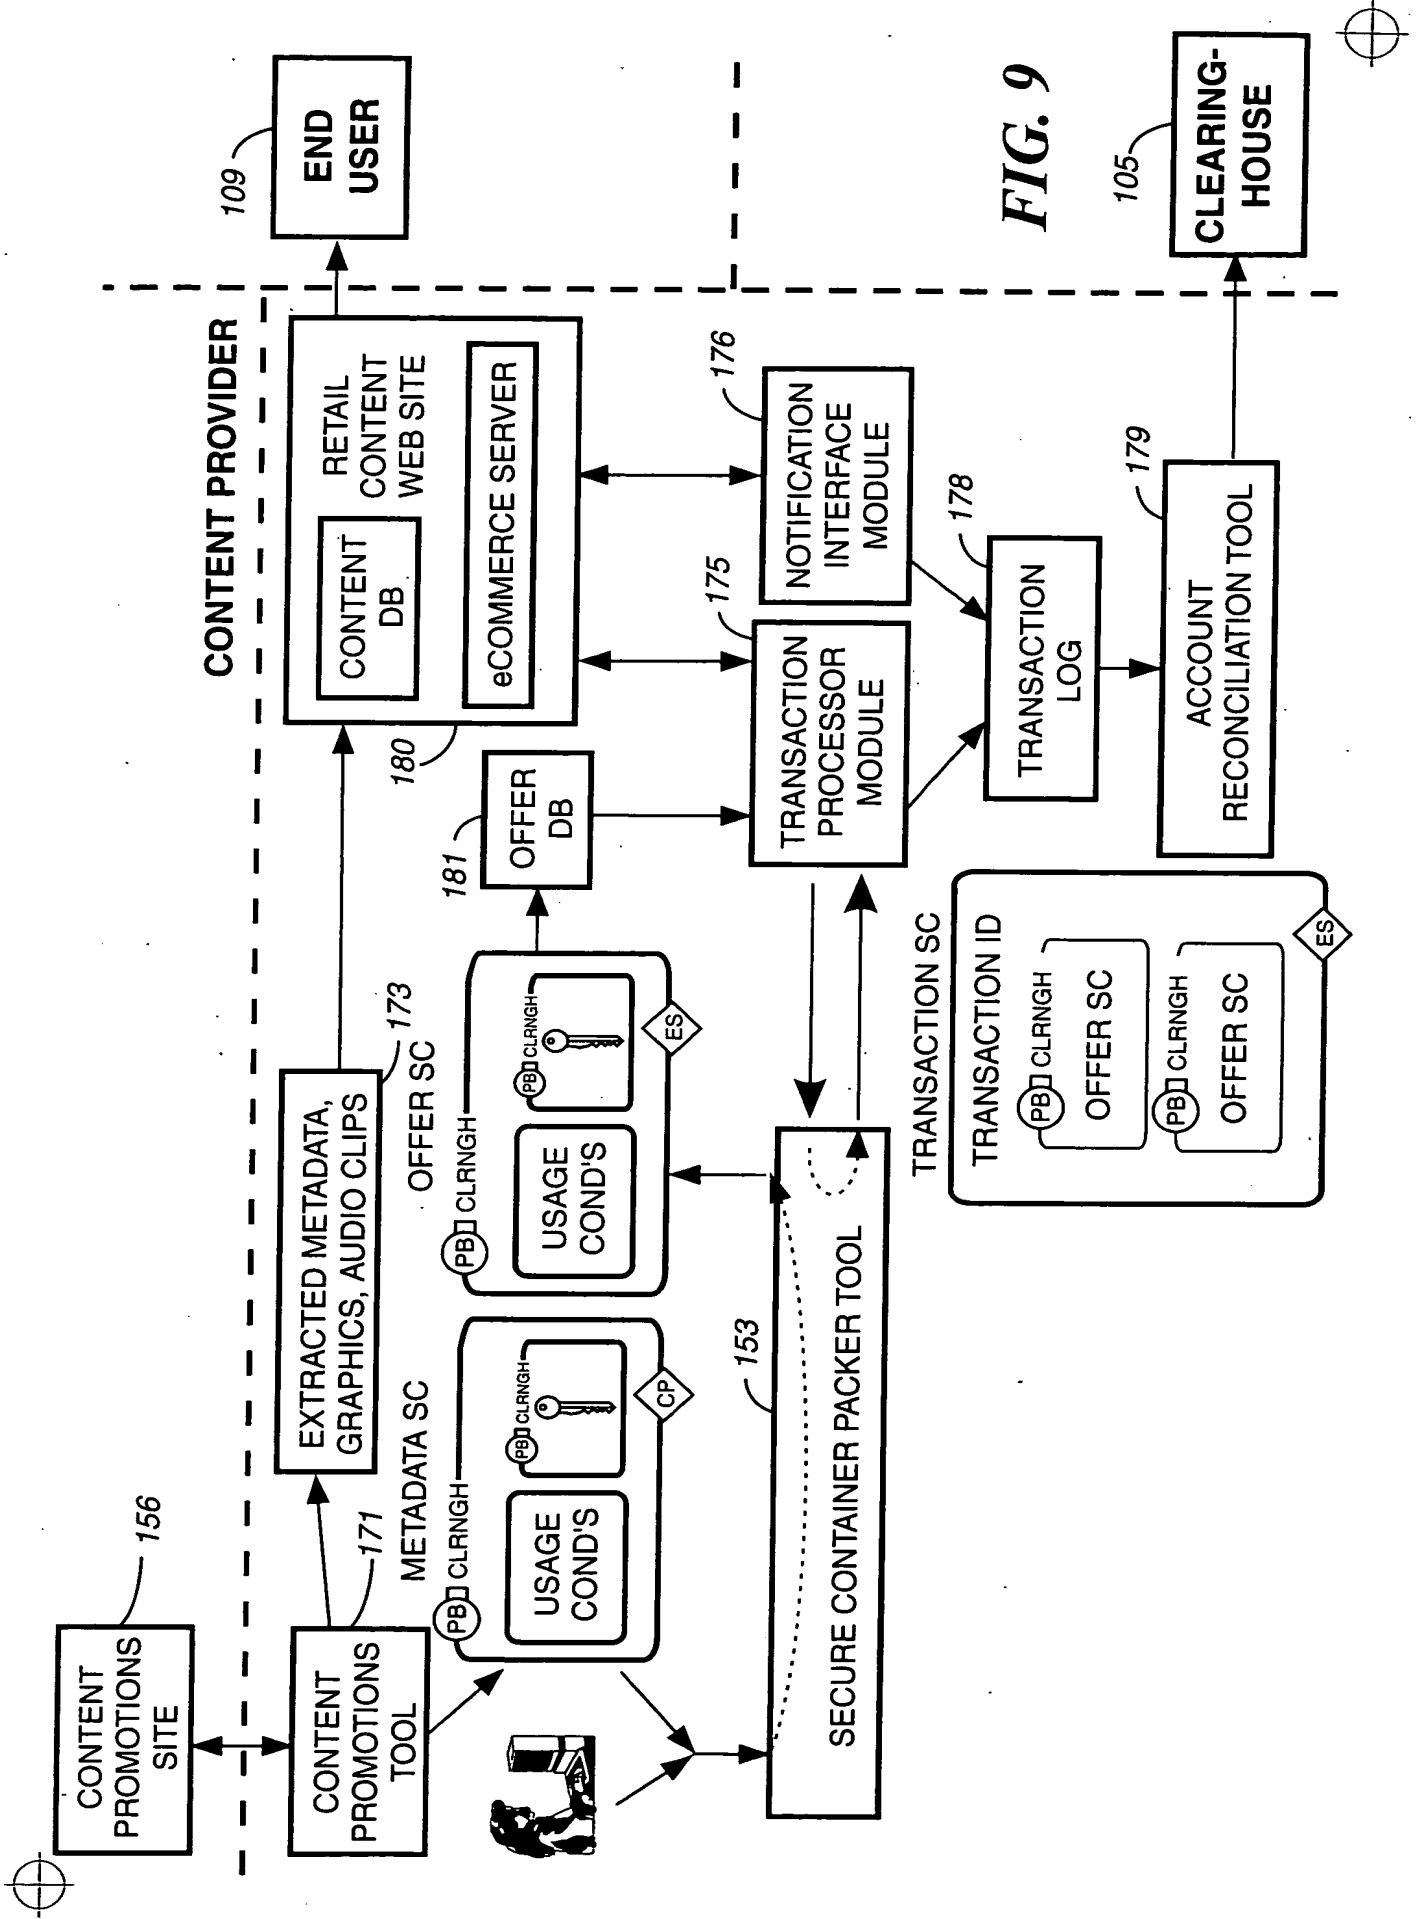 CONTENT
PROMOTIONS
SITE
156
CONTENT PROVIDER
109
END
USER
CONTENT
PROMOTIONS
TOOL
171
EXTRACTED METADATA,
GRAPHICS, AUDIO CLIPS
173
CONTENT
DB
RETAIL
CONTENT
WEB SITE
eCOMMERCE SERVER
180
METADATA SC
PB CLRNGH
USAGE
COND'S
PB CLRNGH
CP
OFFER SC
PB CLRNGH
USAGE
COND'S
PB CLRNGH
ES
181
OFFER
DB
153
SECURE CONTAINER PACKER TOOL
175
TRANSACTION
PROCESSOR
MODULE
176
NOTIFICATION
INTERFACE
MODULE
178
TRANSACTION
LOG
179
ACCOUNT
RECONCILIATION TOOL
TRANSACTION SC
TRANSACTION ID
PB CLRNGH
OFFER SC
PB CLRNGH
OFFER SC
ES
FIG. 9
105
CLEARING-
HOUSE